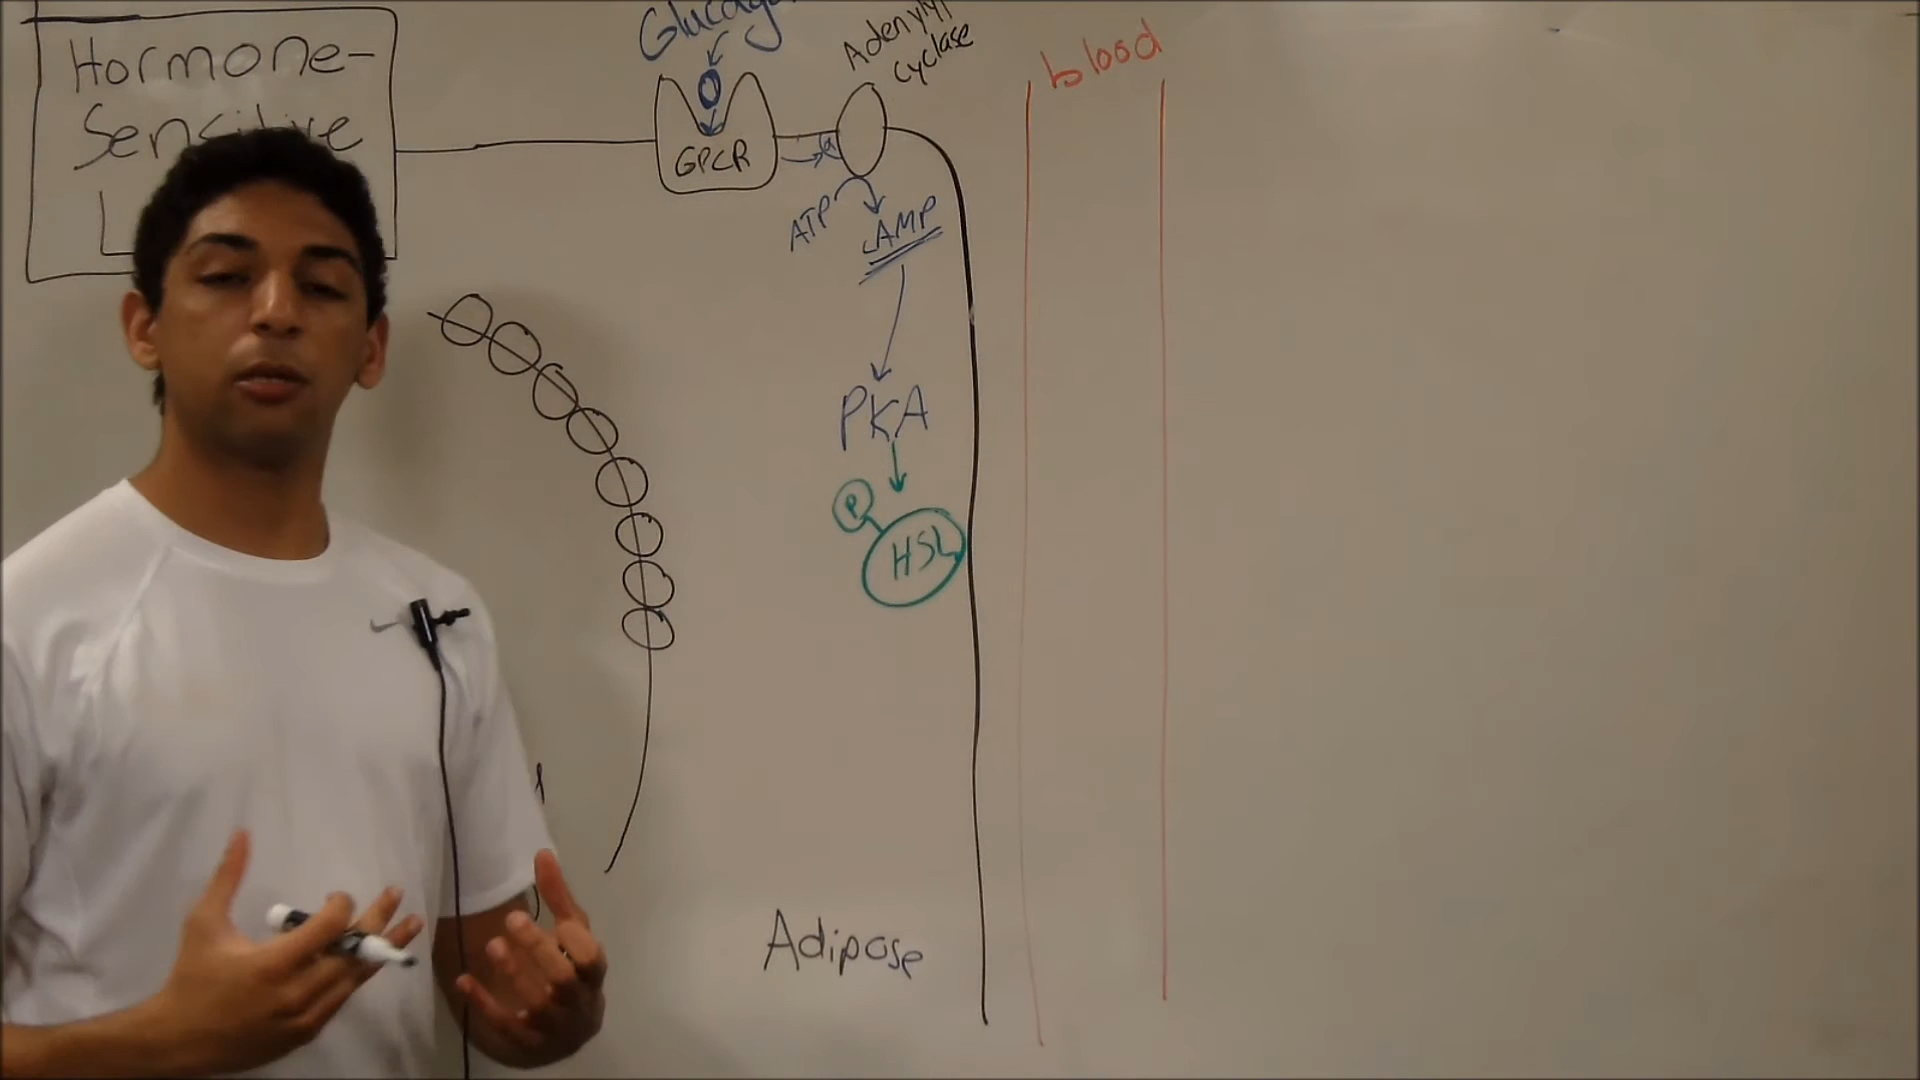 Hormone-
Sensitive
L
Glucagon
GPCR
α
Adenylyl
cyclase
ATP
cAMP
PKA
P
HSL
blood
Adipose